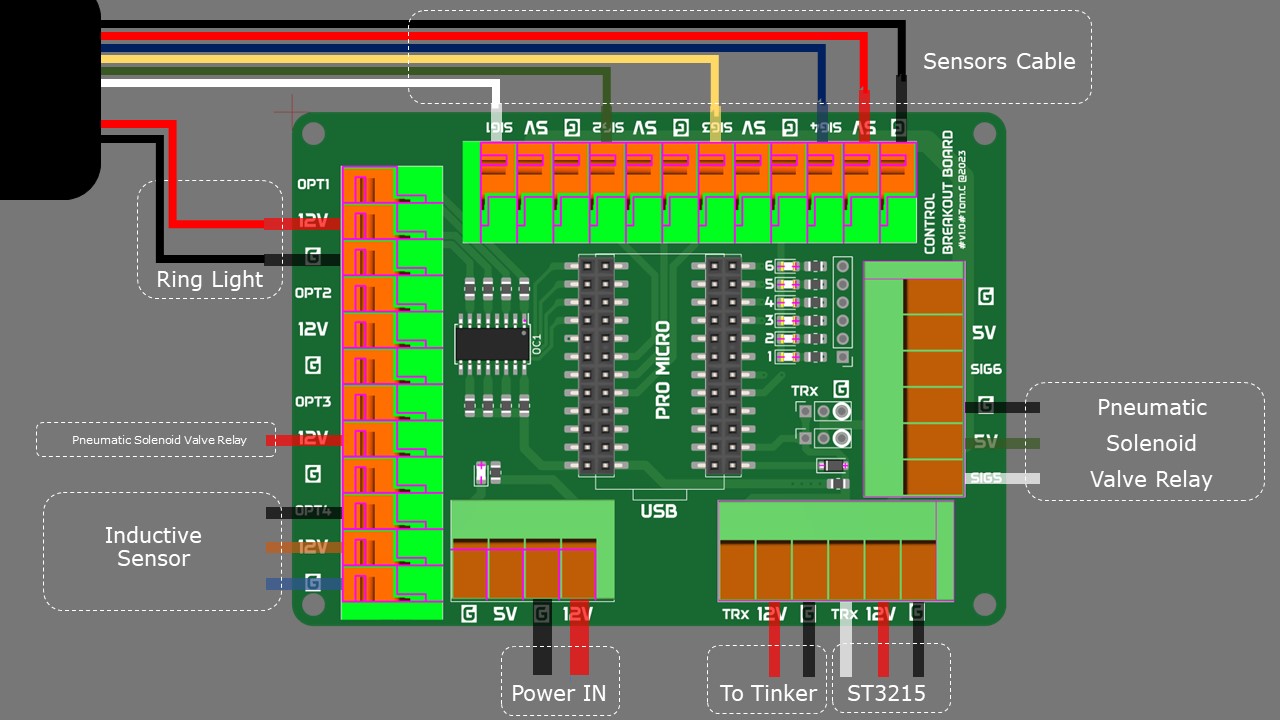 Sensors Cable
SIG1 5V G SIG2 5V G SIG3 5V G SIG4 5V G
CONTROL
BREAKOUT BOARD
#v1.0#Tom.C @2023
OPT1
12V
G
Ring Light
OPT2
12V
G
OPT3
12V
Pneumatic Solenoid Valve Relay
G
OPT4
12V
G
Inductive
Sensor
OC1
PRO MICRO
USB
6
5
4
3
2
1
TRx G
G
5V
SIG6
G
5V
SIG5
Pneumatic
Solenoid
Valve Relay
G 5V G 12V
TRx 12V G TRx 12V G
Power IN
To Tinker
ST3215